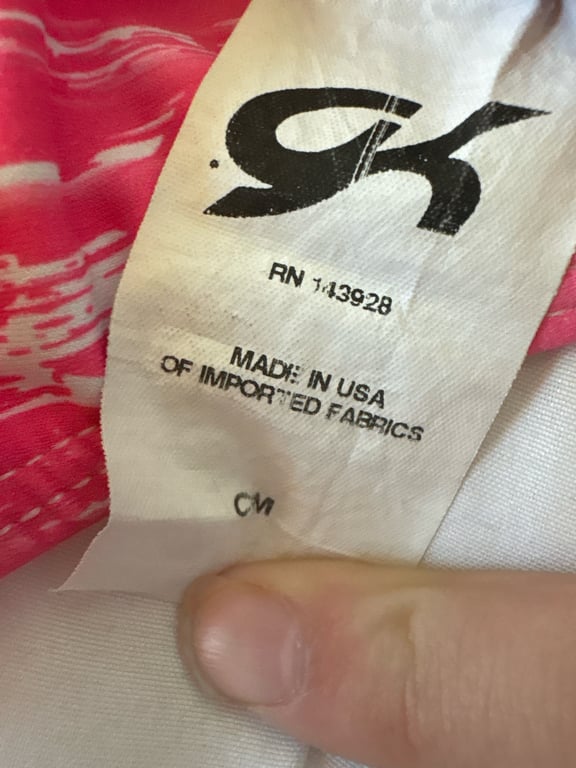 GK
RN 143928
MADE IN USA
OF IMPORTED FABRICS
CM